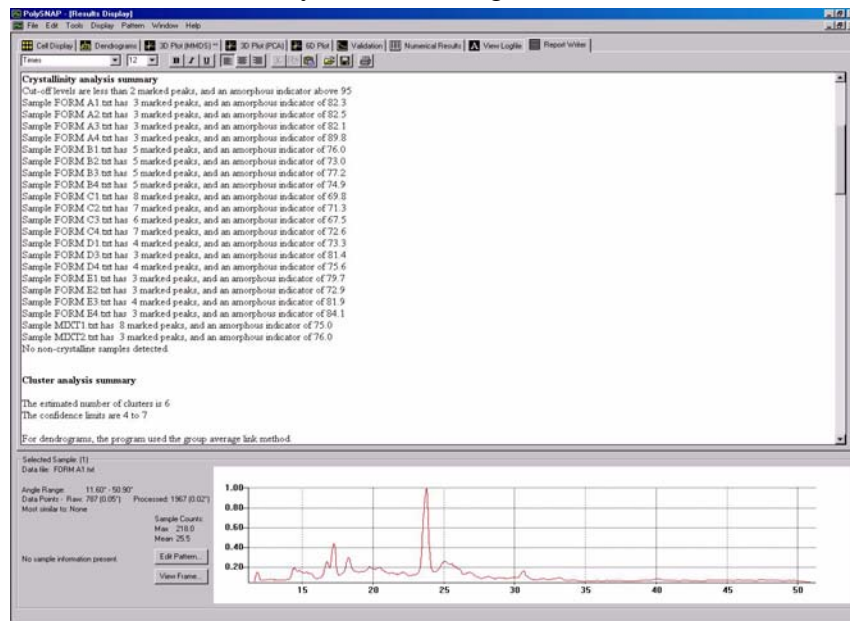 PolySNAP - [Results Display]
File Edit Tools Display Pattern Window Help
Cell Display Dendrogram 3D Plot (MMDS) ** 3D Plot (PCA) 6D Plot Validation Numerical Results View Logfile Report Writer
Times 12 B I U
Crystallinity analysis summary
Cut-off levels are less than 2 marked peaks, and an amorphous indicator above 95
Sample FORM A1.txt has 3 marked peaks, and an amorphous indicator of 82.3
Sample FORM A2.txt has 3 marked peaks, and an amorphous indicator of 82.5
Sample FORM A3.txt has 3 marked peaks, and an amorphous indicator of 82.1
Sample FORM A4.txt has 3 marked peaks, and an amorphous indicator of 89.8
Sample FORM B1.txt has 5 marked peaks, and an amorphous indicator of 76.0
Sample FORM B2.txt has 5 marked peaks, and an amorphous indicator of 73.0
Sample FORM B3.txt has 5 marked peaks, and an amorphous indicator of 77.2
Sample FORM B4.txt has 5 marked peaks, and an amorphous indicator of 74.9
Sample FORM C1.txt has 8 marked peaks, and an amorphous indicator of 69.8
Sample FORM C2.txt has 7 marked peaks, and an amorphous indicator of 71.3
Sample FORM C3.txt has 6 marked peaks, and an amorphous indicator of 67.5
Sample FORM C4.txt has 7 marked peaks, and an amorphous indicator of 72.6
Sample FORM D1.txt has 4 marked peaks, and an amorphous indicator of 73.3
Sample FORM D3.txt has 3 marked peaks, and an amorphous indicator of 81.4
Sample FORM D4.txt has 4 marked peaks, and an amorphous indicator of 75.6
Sample FORM E1.txt has 3 marked peaks, and an amorphous indicator of 79.7
Sample FORM E2.txt has 3 marked peaks, and an amorphous indicator of 72.9
Sample FORM E3.txt has 4 marked peaks, and an amorphous indicator of 81.9
Sample FORM E4.txt has 3 marked peaks, and an amorphous indicator of 84.1
Sample MIXT1.txt has 8 marked peaks, and an amorphous indicator of 75.0
Sample MIXT2.txt has 3 marked peaks, and an amorphous indicator of 76.0
No non-crystalline samples detected.
Cluster analysis summary
The estimated number of clusters is 6
The confidence limits are 4 to 7
For dendrograms, the program used the group average link method
Selected Sample: (1)
Data file: FORM A1.txt
Angle Range: 11.60° - 50.90°
Data Points - Raw: 787 (0.05°) Processed: 1967 (0.02°)
Most similar to: None
Sample Counts:
Max 218.0
Mean 25.5
No sample information present
Edit Pattern...
View Frame...
1.00
0.80
0.60
0.40
0.20
15 20 25 30 35 40 45 50